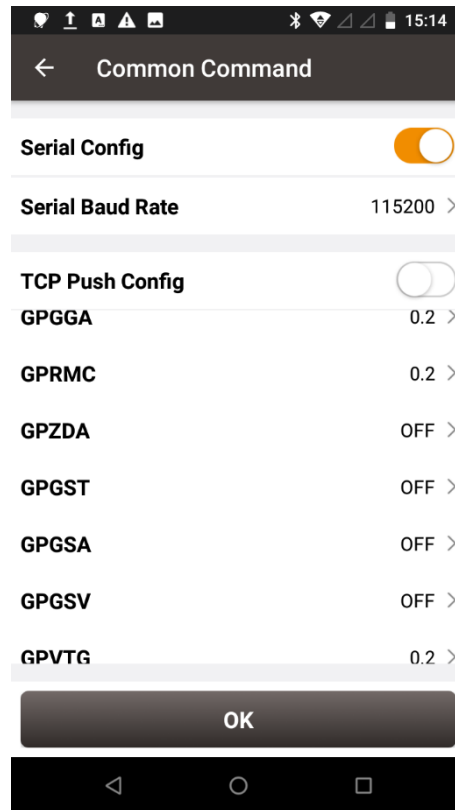 15:14
Common Command
Serial Config
Serial Baud Rate 115200
TCP Push Config
GPGGA 0.2
GPRMC 0.2
GPZDA OFF
GPGST OFF
GPGSA OFF
GPGSV OFF
GPVTG 0.2
OK